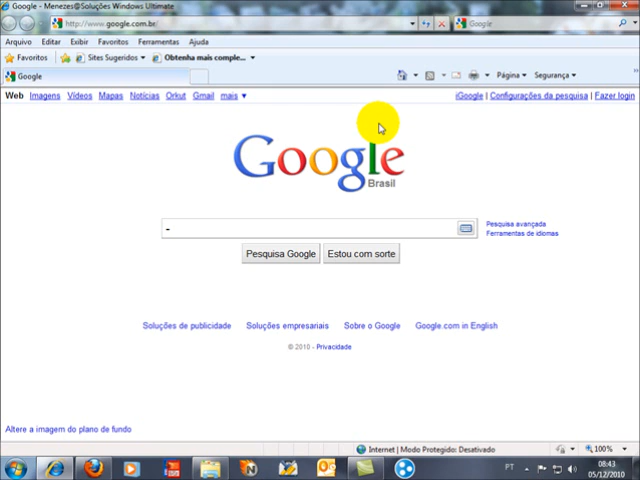 Google - Menezes@Soluções Windows Ultimate
http://www.google.com.br/
Google
Arquivo Editar Exibir Favoritos Ferramentas Ajuda
Favoritos Sites Sugeridos Obtenha mais comple...
Google
Página Segurança »
Web Imagens Vídeos Mapas Notícias Orkut Gmail mais ▼
iGoogle | Configurações da pesquisa | Fazer login
Google
Brasil
-
Pesquisa avançada
Ferramentas de idiomas
Pesquisa Google Estou com sorte
Soluções de publicidade Soluções empresariais Sobre o Google Google.com in English
© 2010 - Privacidade
Altere a imagem do plano de fundo
Internet | Modo Protegido: Desativado
100%
PT
08:43
05/12/2010